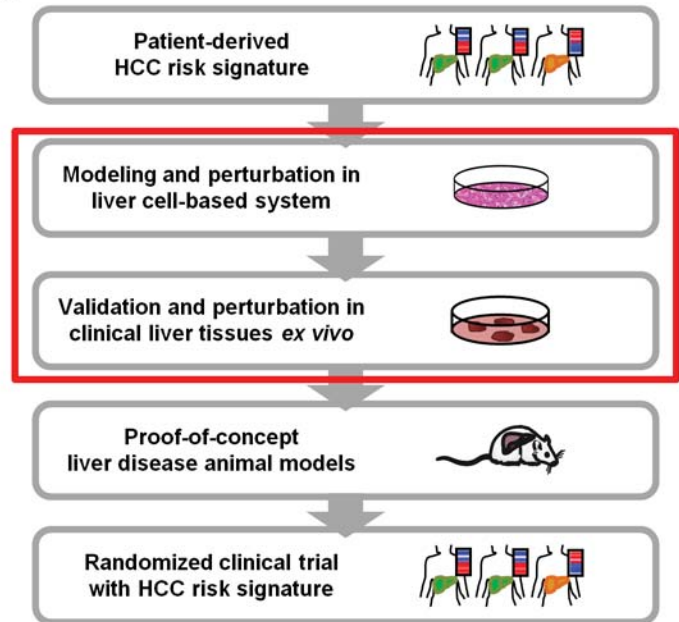 Patient-derived
HCC risk signature
Modeling and perturbation in
liver cell-based system
Validation and perturbation in
clinical liver tissues ex vivo
Proof-of-concept
liver disease animal models
Randomized clinical trial
with HCC risk signature